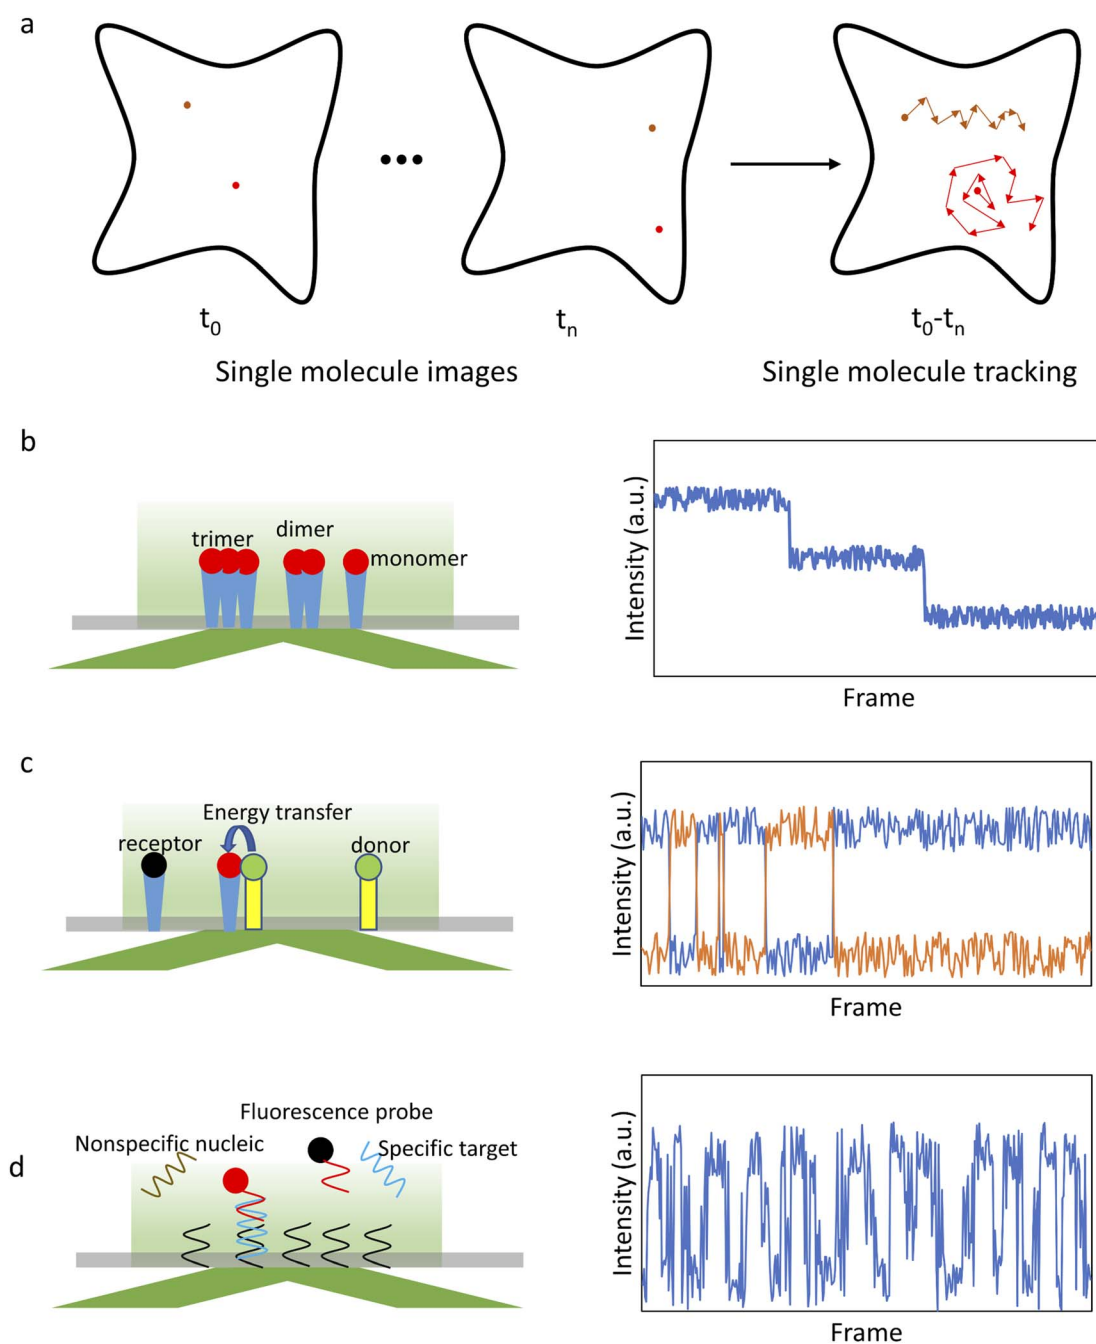 a
t0
tn
t0-tn
Single molecule images
Single molecule tracking
b
trimer
dimer
monomer
Intensity (a.u.)
Frame
c
Energy transfer
receptor
donor
Intensity (a.u.)
Frame
d
Fluorescence probe
Nonspecific nucleic
Specific target
Intensity (a.u.)
Frame